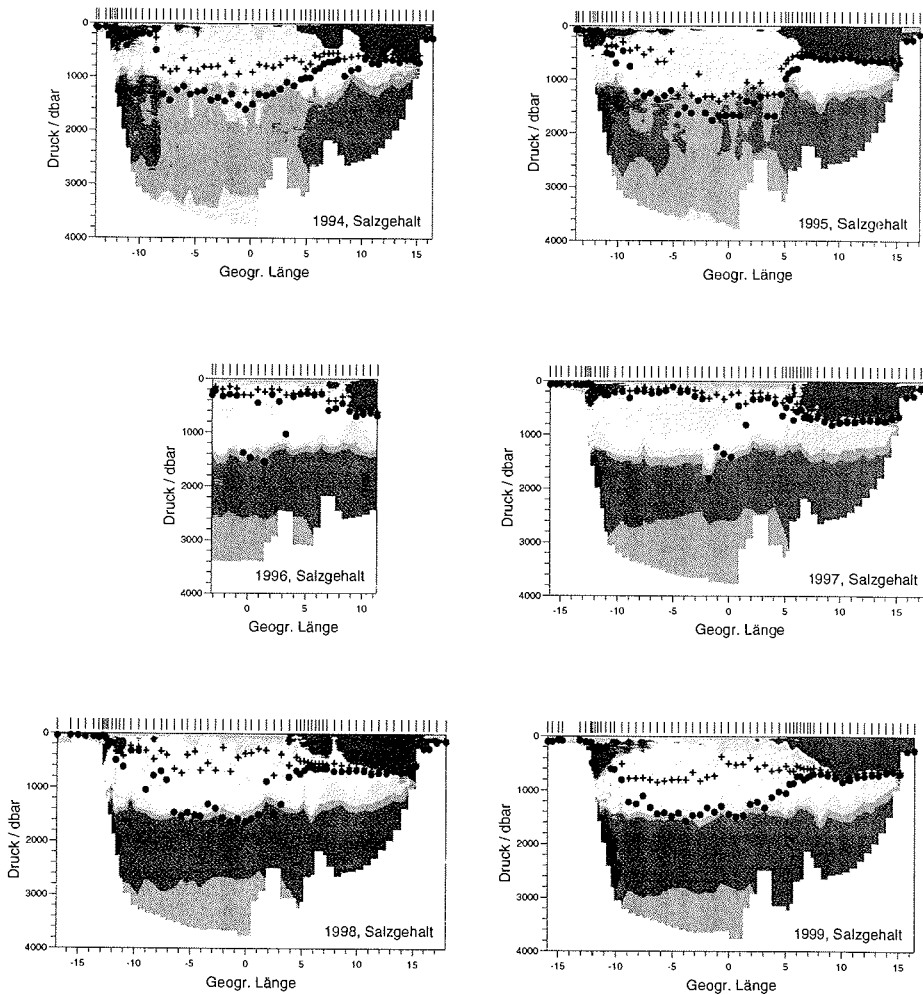 0
1000
2000
3000
4000
Druck / dbar
1994, Salzgehalt
-10 -5 0 5 10 15
Geogr. Länge
0
1000
2000
3000
4000
Druck / dbar
1995, Salzgehalt
-15 -10 -5 0 5 10 15
Geogr. Länge
0
1000
2000
3000
4000
Druck / dbar
1996, Salzgehalt
0 5 10
Geogr. Länge
0
1000
2000
3000
4000
Druck / dbar
1997, Salzgehalt
-15 -10 -5 0 5 10 15
Geogr. Länge
0
1000
2000
3000
4000
Druck / dbar
1998, Salzgehalt
-15 -10 -5 0 5 10 15
Geogr. Länge
0
1000
2000
3000
4000
Druck / dbar
1999, Salzgehalt
-15 -10 -5 0 5 10 15
Geogr. Länge